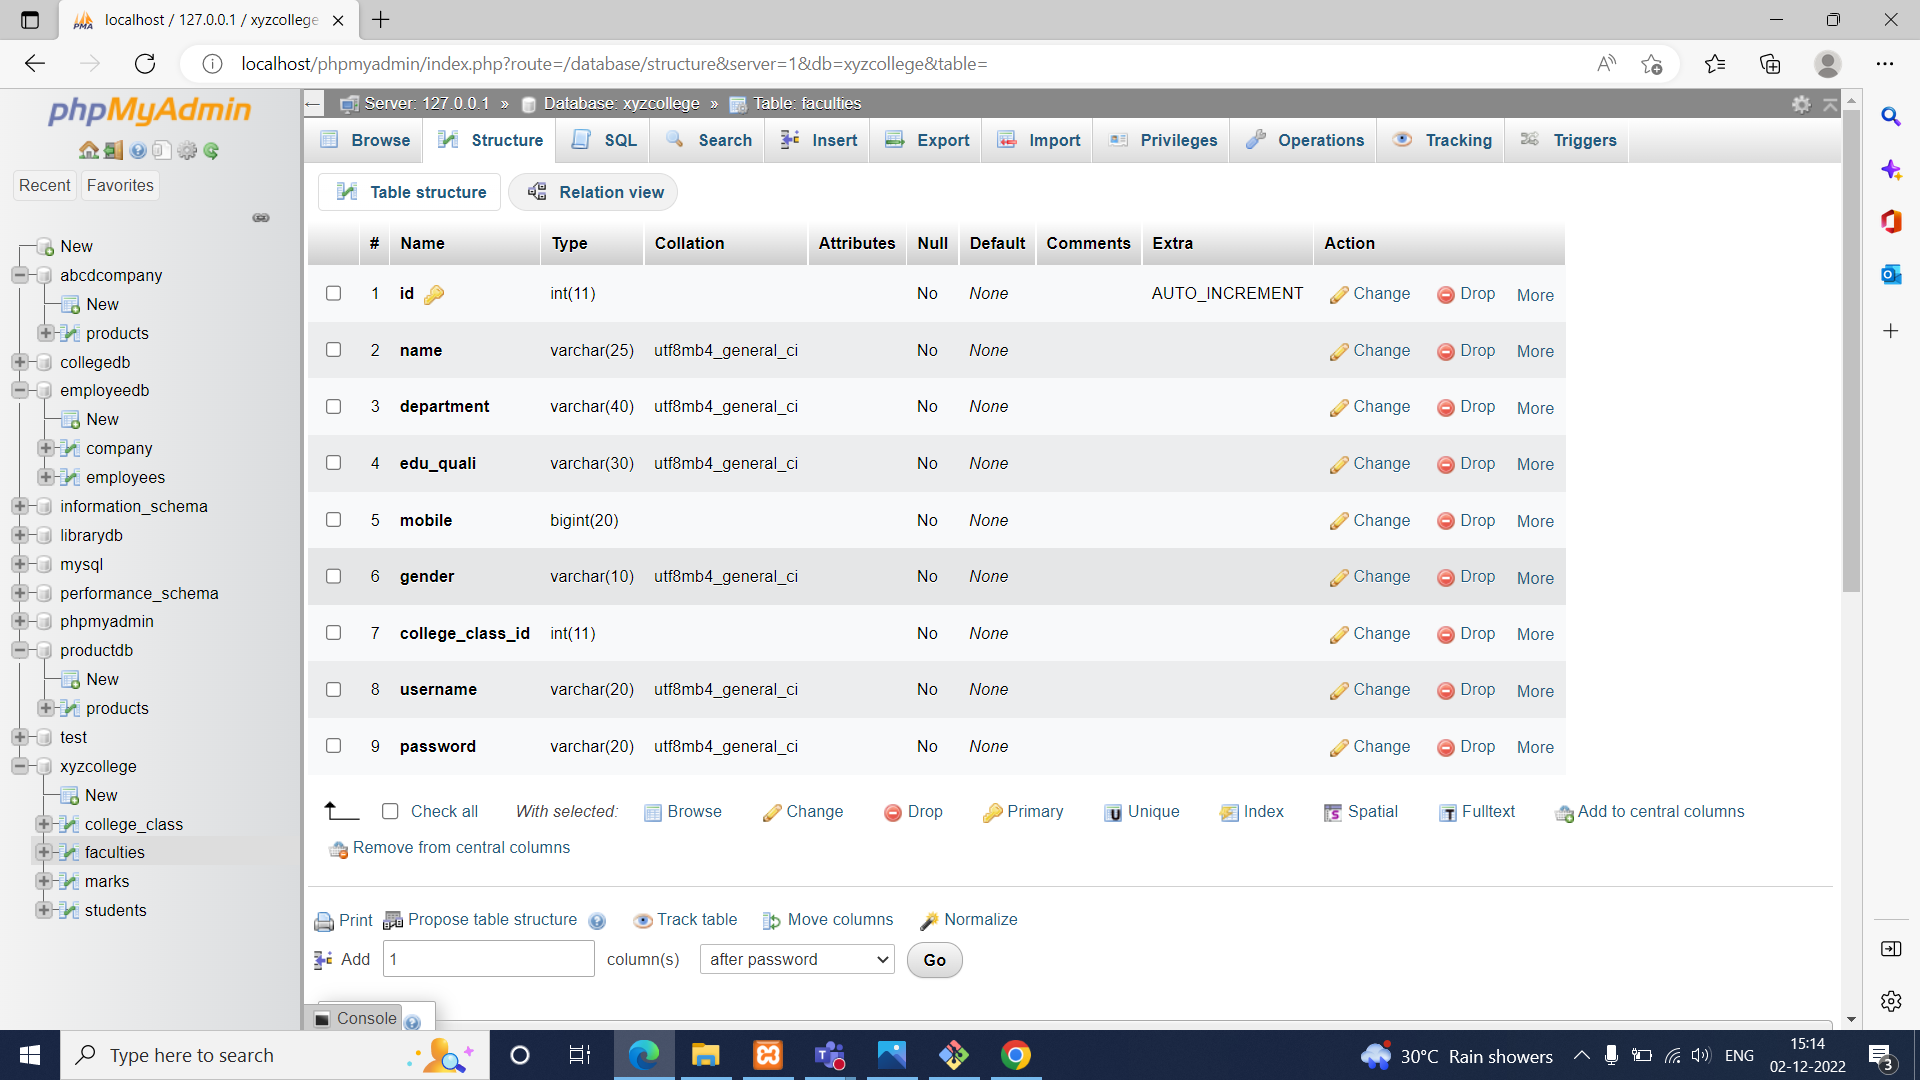 localhost / 127.0.0.1 / xyzcollege
localhost/phpmyadmin/index.php?route=/database/structure&server=1&db=xyzcollege&table=
phpMyAdmin
Recent Favorites
New
abcdcompany
New
products
collegedb
employeedb
New
company
employees
information_schema
librarydb
mysql
performance_schema
phpmyadmin
productdb
New
products
test
xyzcollege
New
college_class
faculties
marks
students
Server: 127.0.0.1 » Database: xyzcollege » Table: faculties
Browse Structure SQL Search Insert Export Import Privileges Operations Tracking Triggers
Table structure Relation view
# Name Type Collation Attributes Null Default Comments Extra Action
1 id int(11) No None AUTO_INCREMENT Change Drop More
2 name varchar(25) utf8mb4_general_ci No None Change Drop More
3 department varchar(40) utf8mb4_general_ci No None Change Drop More
4 edu_quali varchar(30) utf8mb4_general_ci No None Change Drop More
5 mobile bigint(20) No None Change Drop More
6 gender varchar(10) utf8mb4_general_ci No None Change Drop More
7 college_class_id int(11) No None Change Drop More
8 username varchar(20) utf8mb4_general_ci No None Change Drop More
9 password varchar(20) utf8mb4_general_ci No None Change Drop More
Check all With selected: Browse Change Drop Primary Unique Index Spatial Fulltext Add to central columns
Remove from central columns
Print Propose table structure Track table Move columns Normalize
Add 1 column(s) after password Go
Console
Type here to search
30°C Rain showers
ENG
15:14
02-12-2022
3